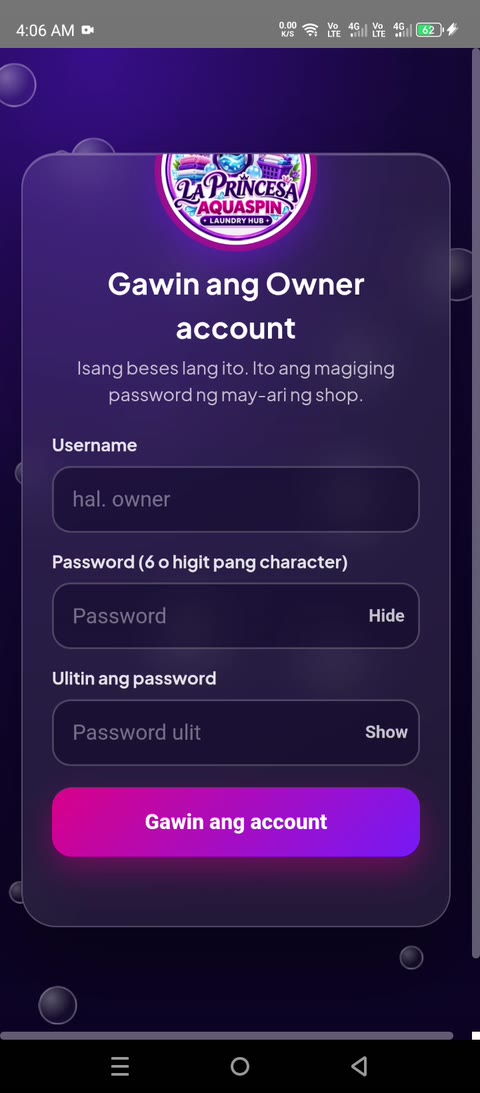 4:06 AM
0.00 K/S
Vo LTE
4G
Vo LTE
4G
62
LA PRINCESA
AQUASPIN
LAUNDRY HUB
Gawin ang Owner
account
Isang beses lang ito. Ito ang magiging
password ng may-ari ng shop.
Username
hal. owner
Password (6 o higit pang character)
Password
Hide
Ulitin ang password
Password ulit
Show
Gawin ang account